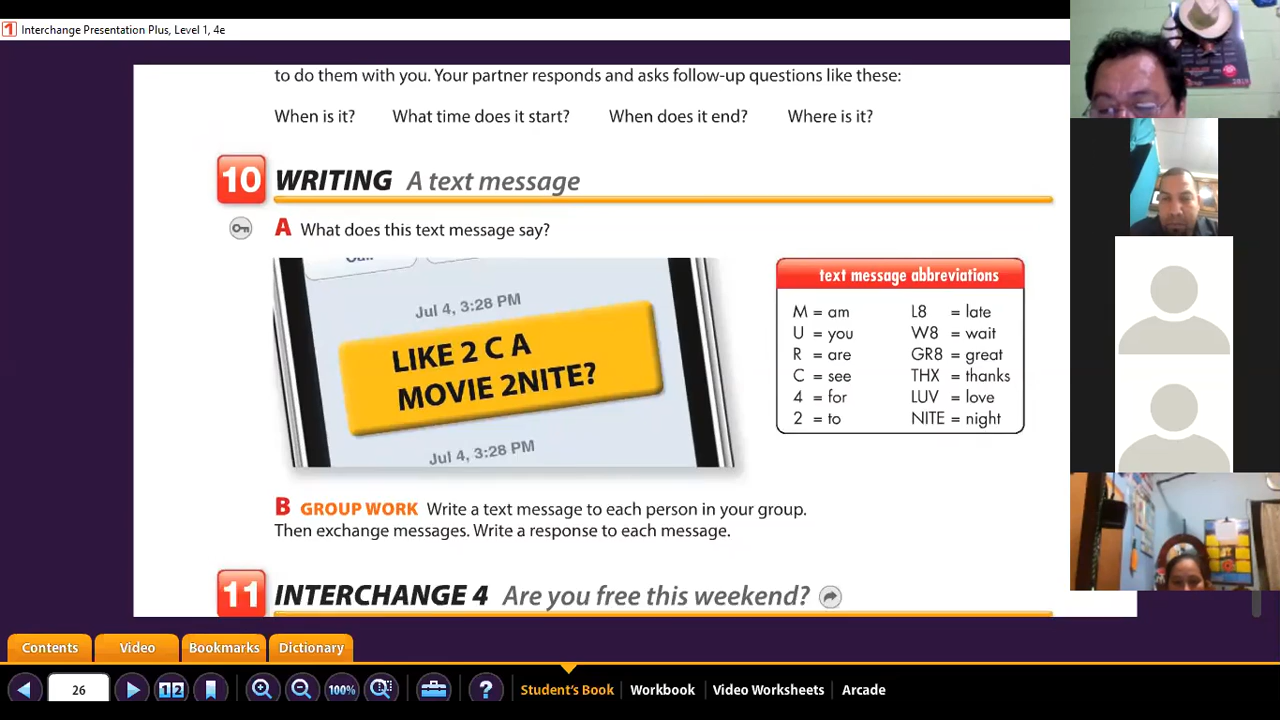 Interchange Presentation Plus, Level 1, 4e
to do them with you. Your partner responds and asks follow-up questions like these:
When is it? What time does it start? When does it end? Where is it?
10 WRITING A text message
A What does this text message say?
Jul 4, 3:28 PM
LIKE 2 C A
MOVIE 2NITE?
Jul 4, 3:28 PM
text message abbreviations
M = am L8 = late
U = you W8 = wait
R = are GR8 = great
C = see THX = thanks
4 = for LUV = love
2 = to NITE = night
B GROUP WORK Write a text message to each person in your group.
Then exchange messages. Write a response to each message.
11 INTERCHANGE 4 Are you free this weekend?
Contents Video Bookmarks Dictionary
26 12 100% ? Student's Book Workbook Video Worksheets Arcade